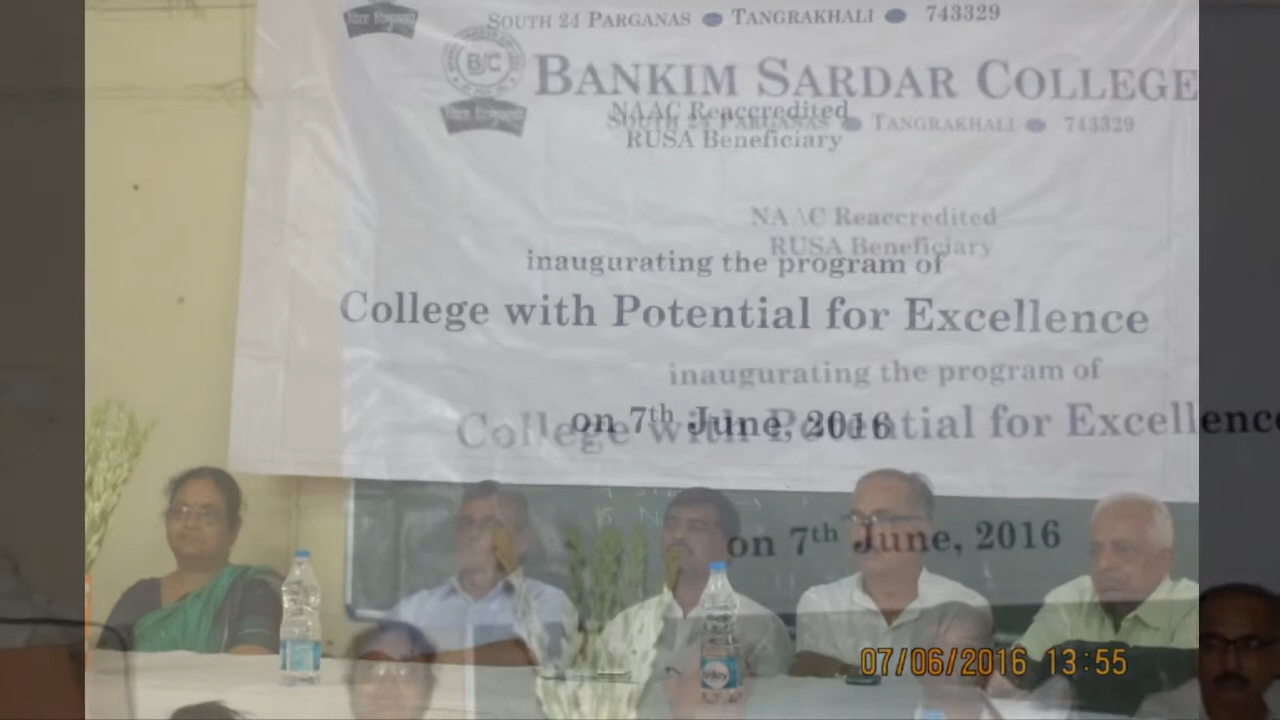 SOUTH 24 PARGANAS TANGRAKHALI 743329
BSC
BANKIM SARDAR COLLEGE
NAAC Reaccredited
SOUTH 24 PARGANAS TANGRAKHALI 743329
RUSA Beneficiary
NAAC Reaccredited
RUSA Beneficiary
inaugurating the program of
College with Potential for Excellence
inaugurating the program of
on 7th June, 2016
College with Potential for Excellence
on 7th June, 2016
07/06/2016 13:55